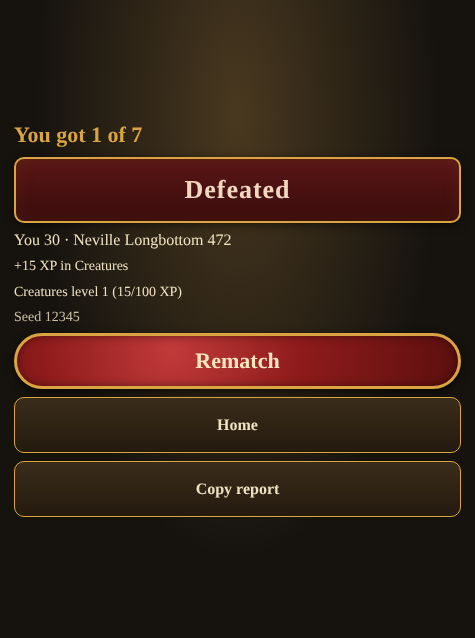 You got 1 of 7
Defeated
You 30 · Neville Longbottom 472
+15 XP in Creatures
Creatures level 1 (15/100 XP)
Seed 12345
Rematch
Home
Copy report